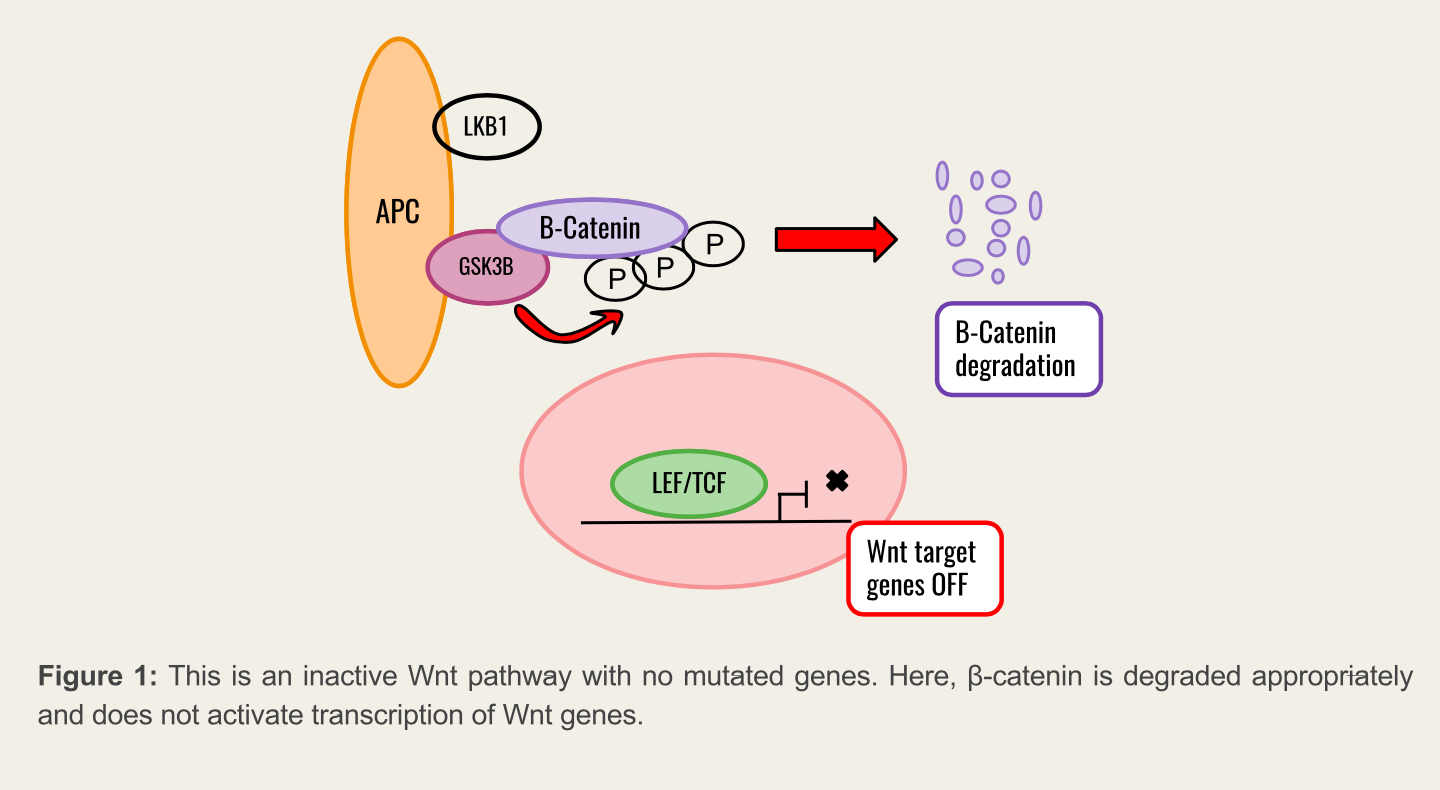 LKB1
APC
B-Catenin
GSK3B
P
P
P
B-Catenin
degradation
LEF/TCF
Wnt target
genes OFF
Figure 1: This is an inactive Wnt pathway with no mutated genes. Here, β-catenin is degraded appropriately
and does not activate transcription of Wnt genes.